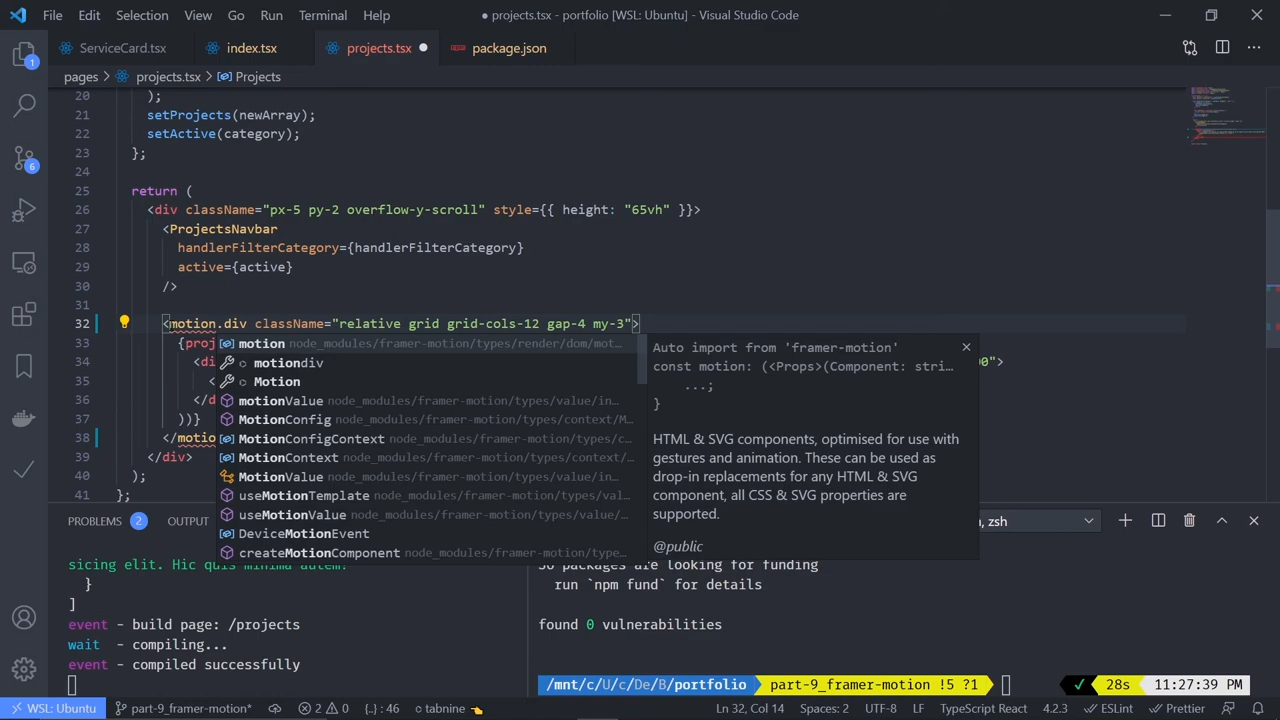 File Edit Selection View Go Run Terminal Help ● projects.tsx - portfolio [WSL: Ubuntu] - Visual Studio Code
ServiceCard.tsx index.tsx projects.tsx package.json
pages > projects.tsx > Projects
20 );
21 setProjects(newArray);
22 setActive(category);
23 };
24
25 return (
26 <div className="px-5 py-2 overflow-y-scroll" style={{ height: "65vh" }}>
27 <ProjectsNavbar
28 handlerFilterCategory={handlerFilterCategory}
29 active={active}
30 />
31
32 <motion.div className="relative grid grid-cols-12 gap-4 my-3">
33 {proj
34 <di 00">
35 <
36 </d
37 ))}
38 </motio
39 </div>
40 );
41 };
motion node_modules/framer-motion/types/render/dom/mot...
motiondiv
Motion
motionValue node_modules/framer-motion/types/value/in...
MotionConfig node_modules/framer-motion/types/context/M...
MotionConfigContext node_modules/framer-motion/types/c...
MotionContext node_modules/framer-motion/types/context/...
MotionValue node_modules/framer-motion/types/value/in...
useMotionTemplate node_modules/framer-motion/types/val...
useMotionValue node_modules/framer-motion/types/value/...
DeviceMotionEvent
createMotionComponent node_modules/framer-motion/type...
Auto import from 'framer-motion'
const motion: (<Props>(Component: stri...
...;
}
HTML & SVG components, optimised for use with
gestures and animation. These can be used as
drop-in replacements for any HTML & SVG
component, all CSS & SVG properties are
supported.
@public
PROBLEMS 2 OUTPUT , zsh
sicing elit. Hic quis minima autem!
}
]
event - build page: /projects
wait - compiling...
event - compiled successfully
packages are looking for funding
run `npm fund` for details
found 0 vulnerabilities
/mnt/c/U/c/De/B/portfolio part-9_framer-motion !5 ?1 ✓ 28s 11:27:39 PM
1
6
WSL: Ubuntu part-9_framer-motion* 2 0 {..} : 46 tabnine 👈 Ln 32, Col 14 Spaces: 2 UTF-8 LF TypeScript React 4.2.3 ESLint Prettier